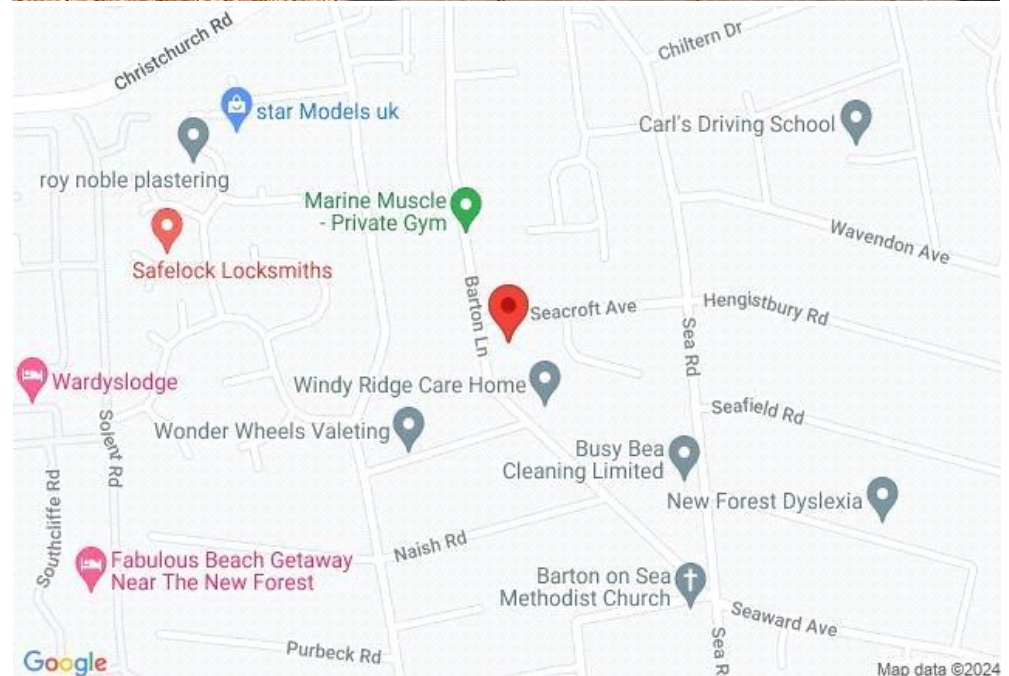 Christchurch Rd
Chiltern Dr
star Models uk
Carl's Driving School
roy noble plastering
Marine Muscle
- Private Gym
Wavendon Ave
Safelock Locksmiths
Barton Ln
Seacroft Ave
Hengistbury Rd
Sea Rd
Wardyslodge
Windy Ridge Care Home
Solent Rd
Seafield Rd
Wonder Wheels Valeting
Busy Bea
Cleaning Limited
New Forest Dyslexia
Southcliffe Rd
Naish Rd
Fabulous Beach Getaway
Near The New Forest
Barton on Sea
Methodist Church
Seaward Ave
Purbeck Rd
Sea R
Google
Map data ©2024